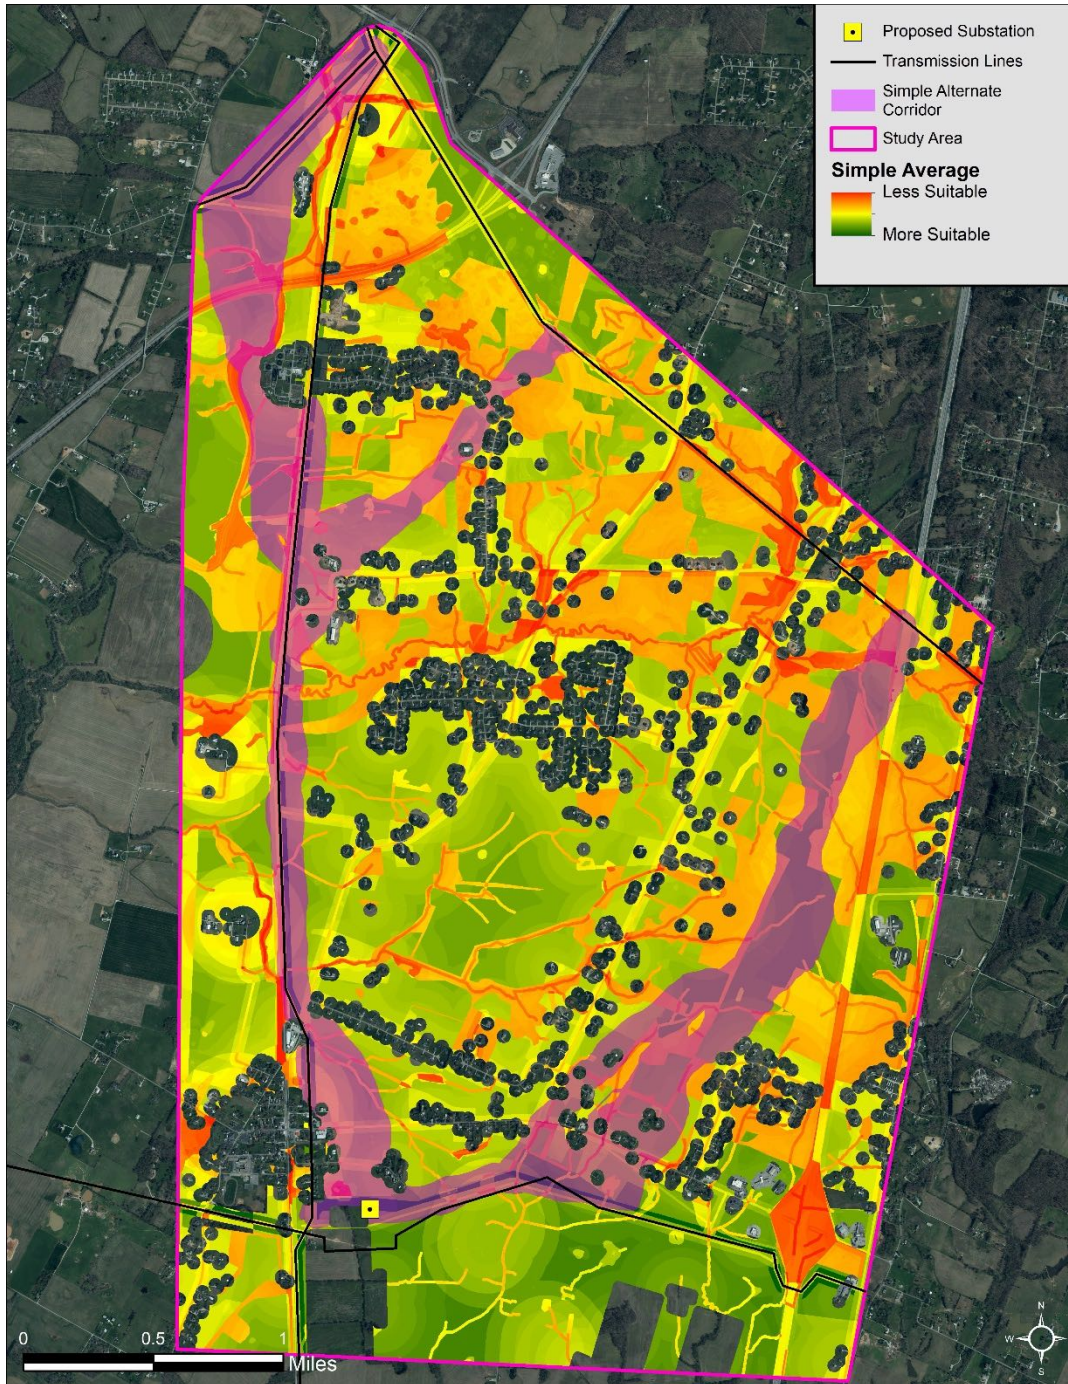 Proposed Substation
Transmission Lines
Simple Alternate
Corridor
Study Area
Simple Average
Less Suitable
More Suitable
N
W
E
S
0 0.5 1
Miles